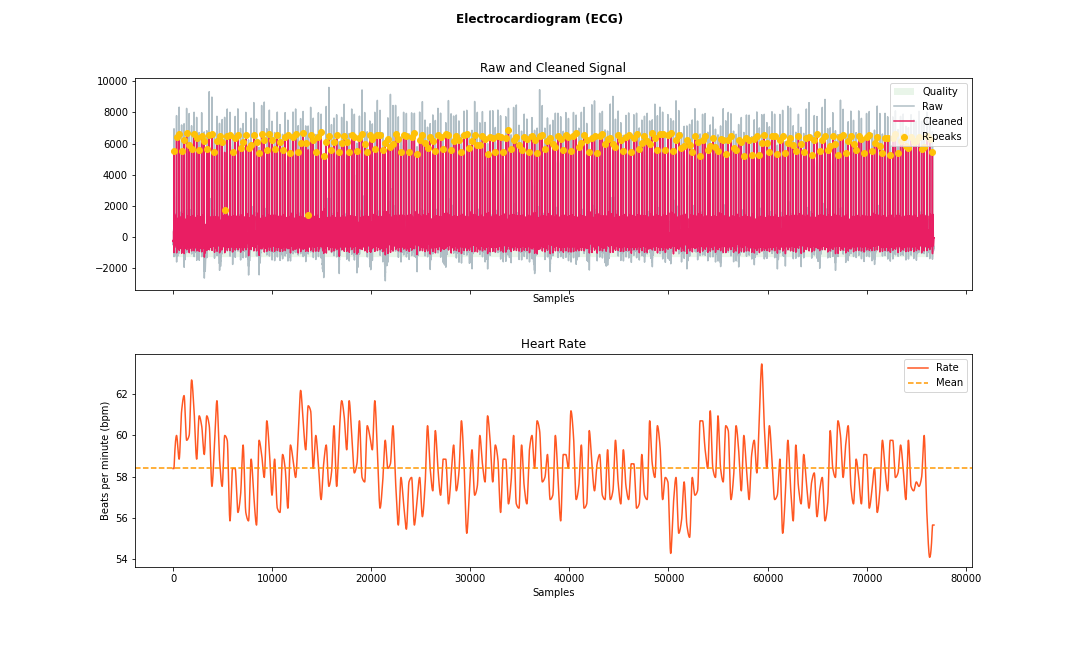 Electrocardiogram (ECG)
Raw and Cleaned Signal
10000
8000
6000
4000
2000
0
−2000
Quality
Raw
Cleaned
R-peaks
Samples
Heart Rate
Beats per minute (bpm)
62
60
58
56
54
Rate
Mean
0 10000 20000 30000 40000 50000 60000 70000 80000
Samples